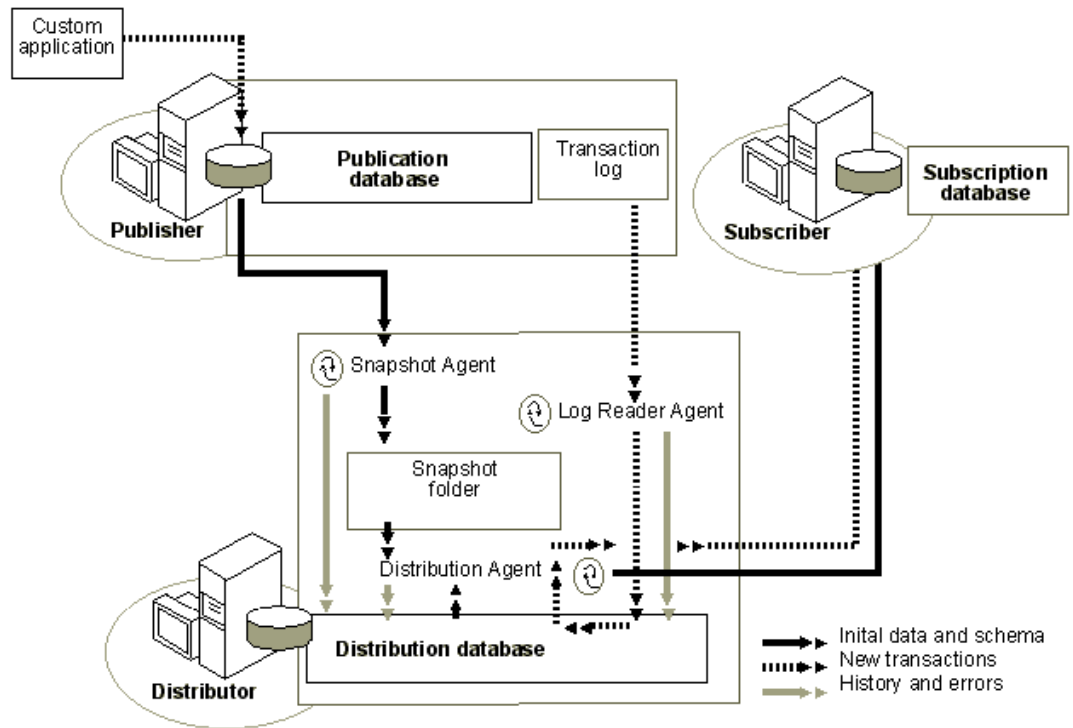 Custom
application
Publication
database
Transaction
log
Publisher
Subscription
database
Subscriber
Snapshot Agent
Log Reader Agent
Snapshot
folder
Distribution Agent
Distribution database
Distributor
Inital data and schema
New transactions
History and errors